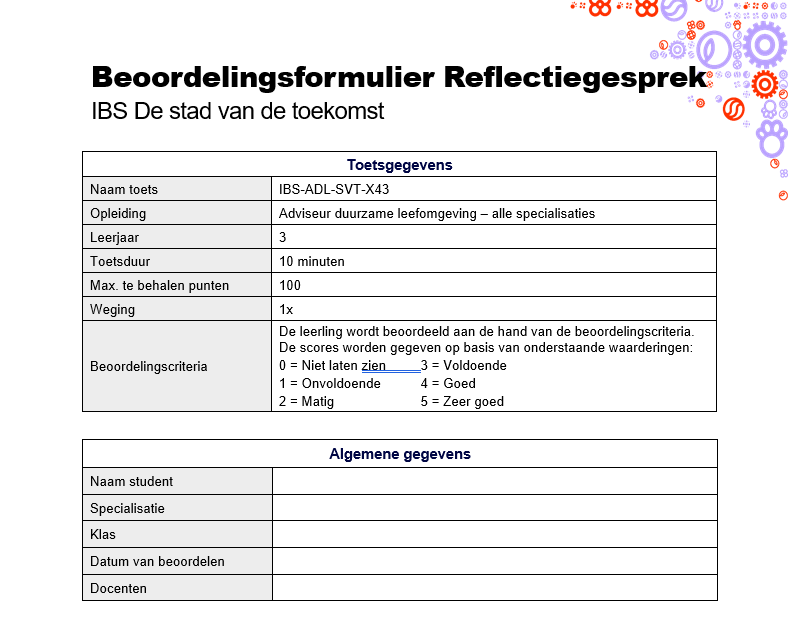 Beoordelingsformulier Reflectiegesprek
IBS De stad van de toekomst
Toetsgegevens
Naam toets IBS-ADL-SVT-X43
Opleiding Adviseur duurzame leefomgeving – alle specialisaties
Leerjaar 3
Toetsduur 10 minuten
Max. te behalen punten 100
Weging 1x
Beoordelingscriteria
De leerling wordt beoordeeld aan de hand van de beoordelingscriteria.
De scores worden gegeven op basis van onderstaande waarderingen:
0 = Niet laten zien 3 = Voldoende
1 = Onvoldoende 4 = Goed
2 = Matig 5 = Zeer goed
Algemene gegevens
Naam student
Specialisatie
Klas
Datum van beoordelen
Docenten